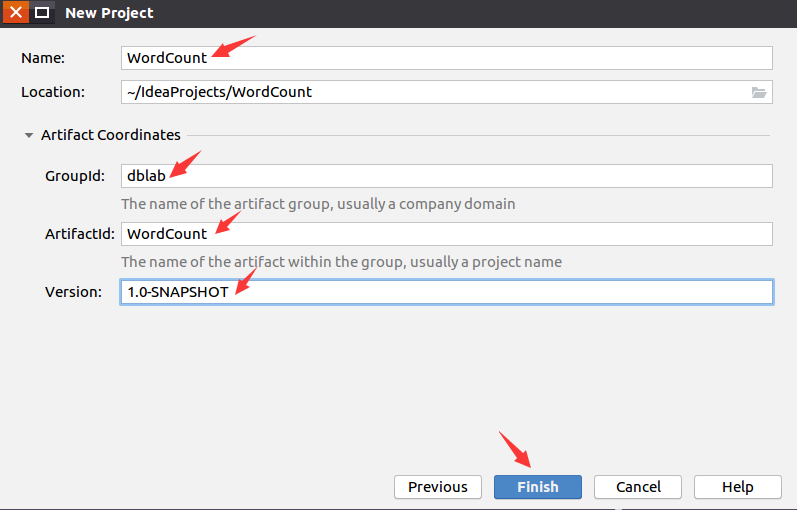 New Project
Name: WordCount
Location: ~/IdeaProjects/WordCount
Artifact Coordinates
GroupId: dblab
The name of the artifact group, usually a company domain
ArtifactId: WordCount
The name of the artifact within the group, usually a project name
Version: 1.0-SNAPSHOT
Previous Finish Cancel Help